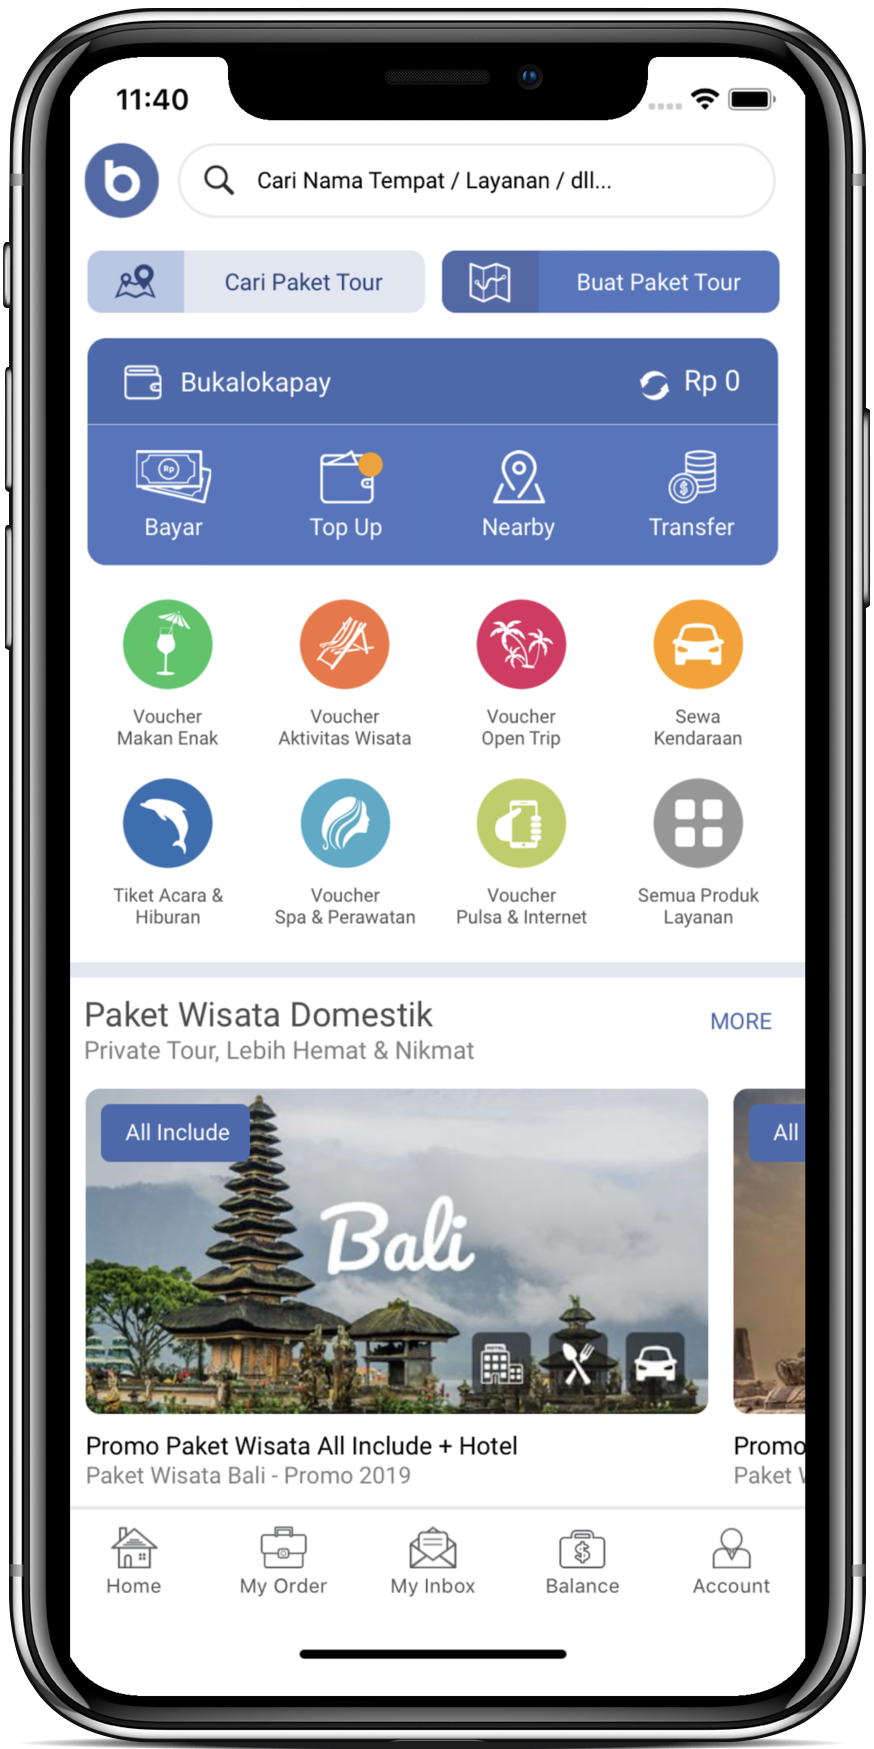 11:40
b
Cari Nama Tempat / Layanan / dll...
Cari Paket Tour
Buat Paket Tour
Bukalokapay
Rp 0
Rp
$
Bayar
Top Up
Nearby
Transfer
Voucher
Makan Enak
Voucher
Aktivitas Wisata
Voucher
Open Trip
Sewa
Kendaraan
Tiket Acara &
Hiburan
Voucher
Spa & Perawatan
Voucher
Pulsa & Internet
Semua Produk
Layanan
Paket Wisata Domestik
MORE
Private Tour, Lebih Hemat & Nikmat
All Include
All
Bali
HOTEL
Promo Paket Wisata All Include + Hotel
Promo
Paket Wisata Bali - Promo 2019
Paket
$
Home
My Order
My Inbox
Balance
Account